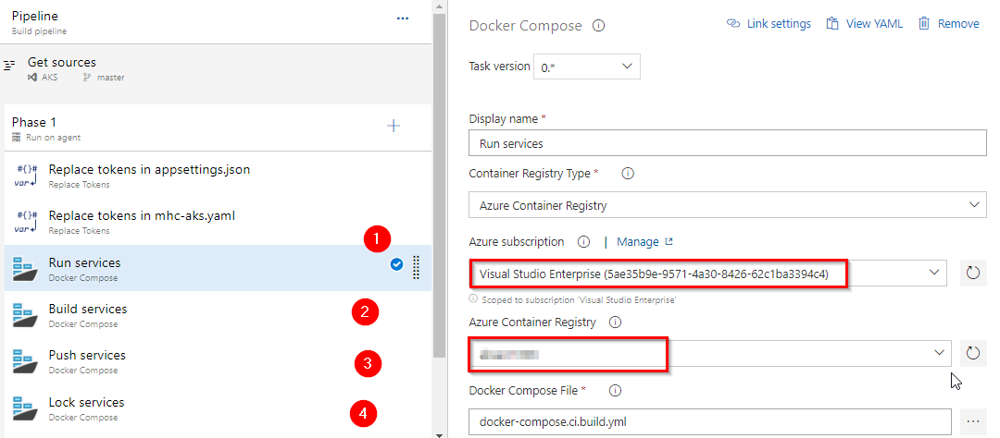 Pipeline
Build pipeline
...
Get sources
AKS master
Phase 1
Run on agent
#{}#
var
Replace tokens in appsettings.json
Replace Tokens
#{}#
var
Replace tokens in mhc-aks.yaml
Replace Tokens
1
Run services
Docker Compose
Build services
Docker Compose
2
Push services
Docker Compose
3
Lock services
Docker Compose
4
Docker Compose
Link settings View YAML Remove
Task version 0.*
Display name *
Run services
Container Registry Type *
Azure Container Registry
Azure subscription | Manage
Visual Studio Enterprise (5ae35b9e-9571-4a30-8426-62c1ba3394c4)
Scoped to subscription 'Visual Studio Enterprise'
Azure Container Registry
Docker Compose File *
docker-compose.ci.build.yml
...